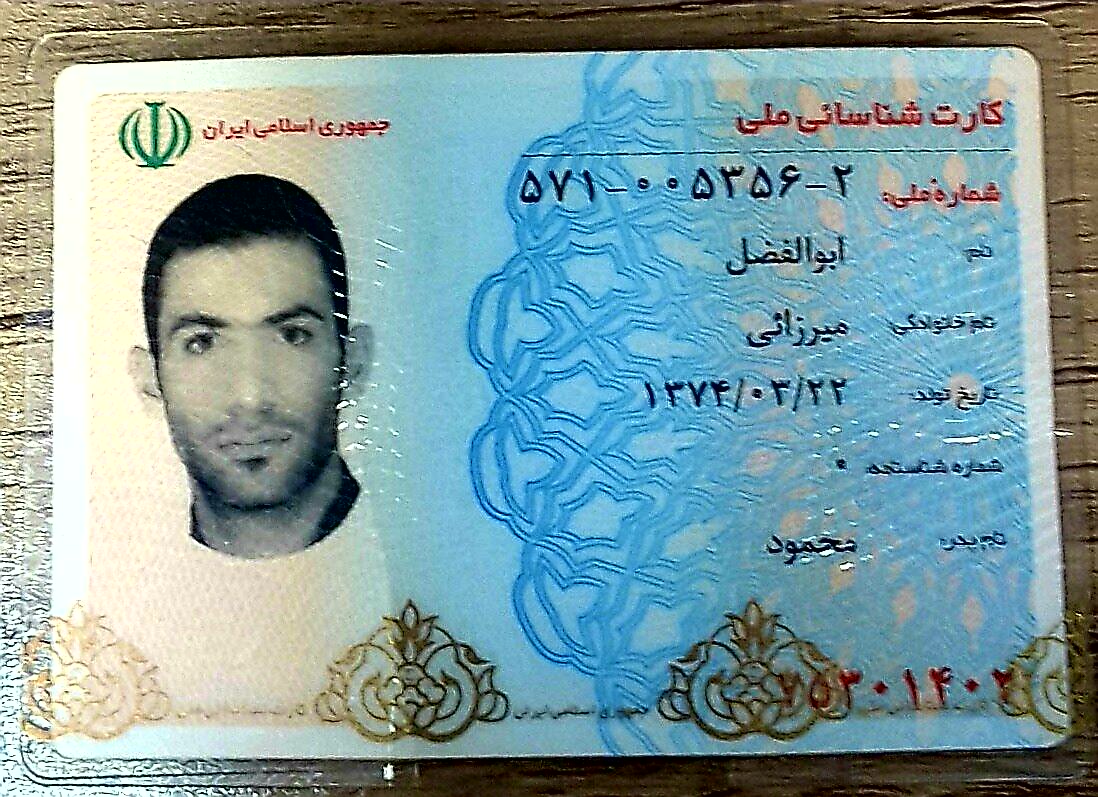 جمهوری اسلامی ایران
کارت شناسائی ملی
شماره ملی: ۵۷۱-۰۰۵۳۵۶-۲
نام ابوالفضل
نام خانوادگی میرزائی
تاریخ تولد ۱۳۷۴/۰۳/۲۲
شماره شناسنامه ۰
نام پدر: محمود
جمهوری اسلامی ایران